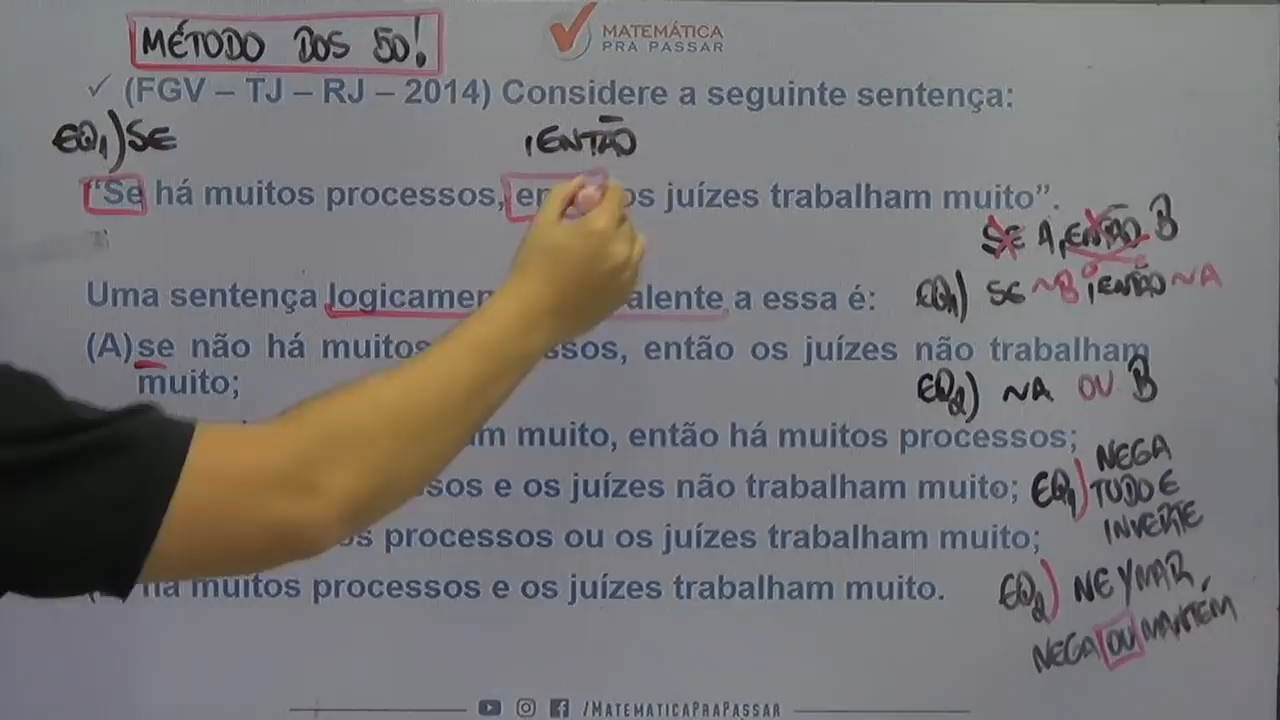 MÉTODO DOS 50!
MATEMÁTICA
PRA PASSAR
✓ (FGV – TJ – RJ – 2014) Considere a seguinte sentença:
EQ1) SE , ENTÃO
“Se há muitos processos, en os juízes trabalham muito”.
SE A, ENTÃO B
Uma sentença logicamen alente a essa é:
EQ1) SE ~B, ENTÃO ~A
(A) se não há muitos ssos, então os juízes não trabalham
muito;
EQ2) ~A OU B
m muito, então há muitos processos;
sos e os juízes não trabalham muito;
EQ1) NEGA
TUDO E
INVERTE
s processos ou os juízes trabalham muito;
há muitos processos e os juízes trabalham muito.
EQ2) NEYMAR,
NEGA OU MANTÉM
/MATEMATICAPRAPASSAR